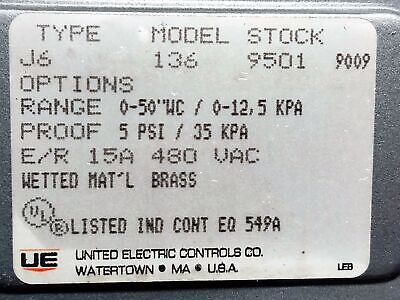 TYPE MODEL STOCK
J6 136 9501 9009
OPTIONS
RANGE 0-50"WC / 0-12,5 KPA
PROOF 5 PSI / 35 KPA
E/R 15A 480 VAC
WETTED MAT'L BRASS
UL ® LISTED IND CONT EQ 549A
UE UNITED ELECTRIC CONTROLS CO.
WATERTOWN • MA • U.S.A. UEB